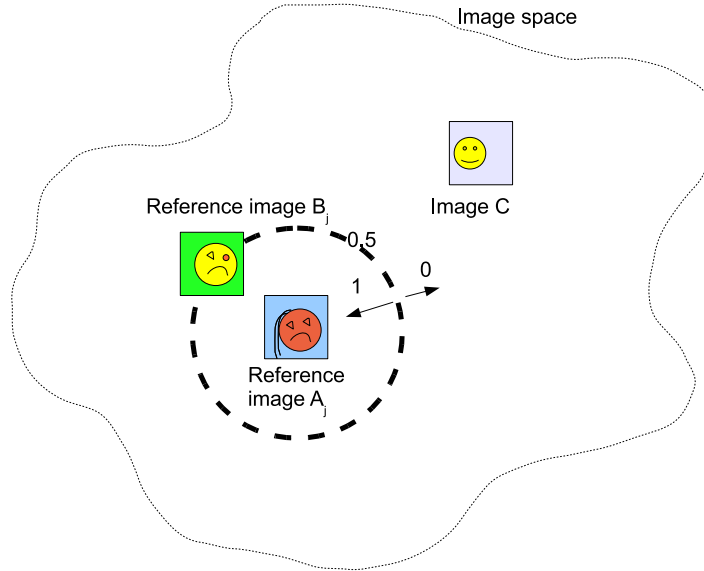 Image space
Image C
Reference image Bj
0,5
0
1
Reference
image Aj